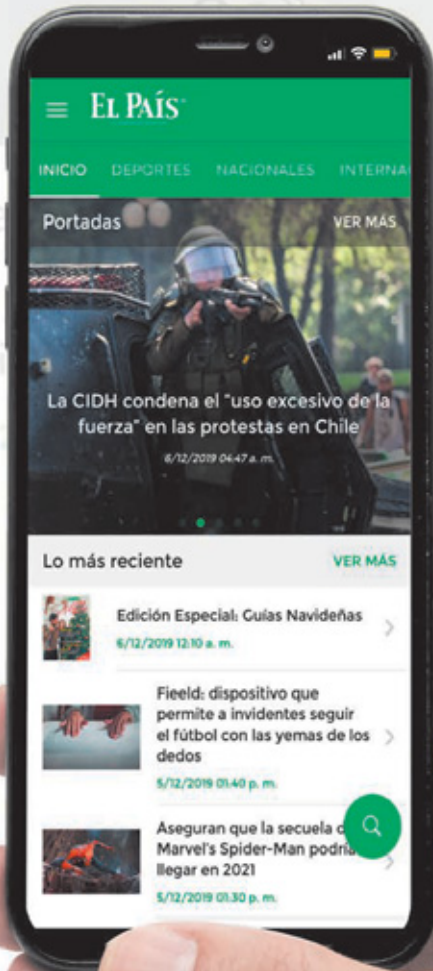 EL PAÍS
INICIO DEPORTES NACIONALES INTERNA
Portadas VER MÁS
La CIDH condena el "uso excesivo de la
fuerza" en las protestas en Chile
6/12/2019 04:47 a. m.
Lo más reciente VER MÁS
Edición Especial: Guías Navideñas
6/12/2019 12:10 a. m.
Fieeld: dispositivo que
permite a invidentes seguir
el fútbol con las yemas de los
dedos
5/12/2019 01:40 p. m.
Aseguran que la secuela
Marvel's Spider-Man podría
llegar en 2021
5/12/2019 01:30 p. m.